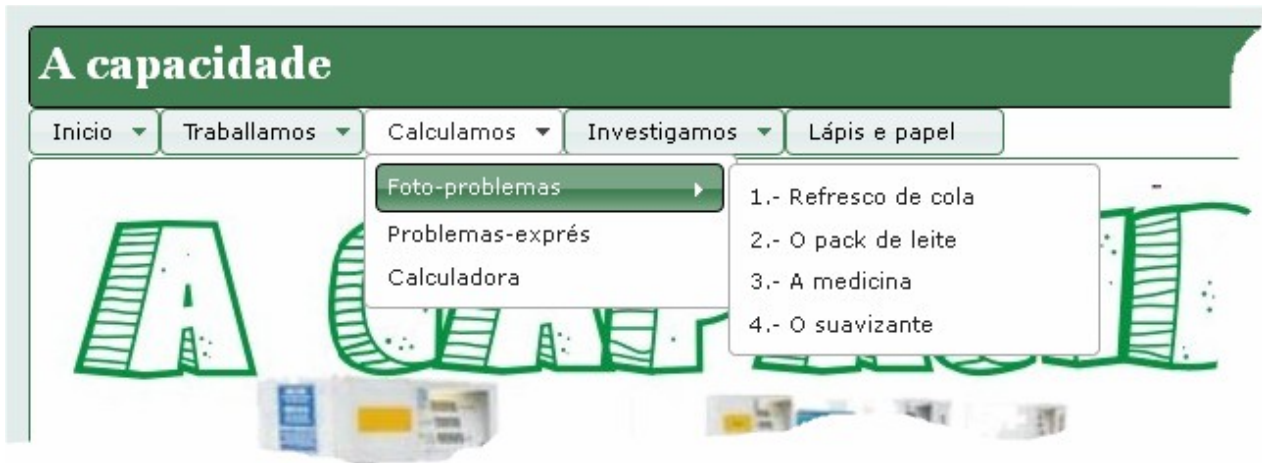 A capacidade
Inicio Traballamos Calculamos Investigamos Lápis e papel
Foto-problemas
Problemas-exprés
Calculadora
1.- Refresco de cola
2.- O pack de leite
3.- A medicina
4.- O suavizante
A